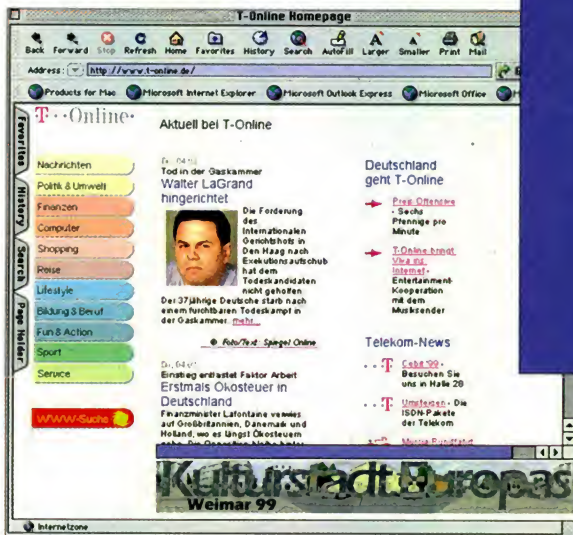 T-Online Homepage
Back Forward Stop Refresh Home Favorites History Search AutoFill Larger Smaller Print Mail
Address: http://www.t-online.de/
Products for Mac Microsoft Internet Explorer Microsoft Outlook Express Microsoft Office
Favorites
History
Search
Page Holder
T··Online·
Nachrichten
Politik & Umwelt
Finanzen
Computer
Shopping
Reise
Lifestyle
Bildung & Beruf
Fun & Action
Sport
Service
WWW-Suche
Aktuell bei T-Online
Tod in der Gaskammer
Walter LaGrand
hingerichtet
Die Forderung
des
Internationalen
Gerichtshofs in
Den Haag nach
Exekutionsaufschub
hat dem
Todeskandidaten
nicht geholfen
Der 37jährige Deutsche starb nach
einem furchtbaren Todeskampf in
der Gaskammer. mehr...
Foto/Text: Spiegel Online
Einstieg entlastet Faktor Arbeit
Erstmals Ökosteuer in
Deutschland
Finanzminister Lafontaine verwies
auf Großbritannien, Dänemark und
Holland, wo es längst Ökosteuern
Deutschland
geht T-Online
Preis-Offensive
- Sechs
Pfennige pro
Minute
T-Online bringt
Viva ins
Internet -
Entertainment-
Kooperation
mit dem
Musiksender
Telekom-News
··T· Cebit '99 -
Besuchen Sie
uns in Halle 28
··T· Umsteigen - Die
ISDN-Pakete
der Telekom
Kulturstadt Europas
Weimar 99
Internetzone